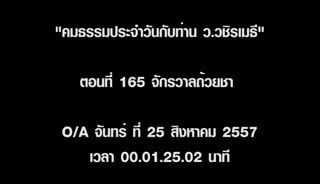 "คมธรรมประจำวันกับท่าน ว.วชิรเมธี"
ตอนที่ 165 จักรวาลถ้วยชา
O/A จันทร์ ที่ 25 สิงหาคม 2557
เวลา 00.01.25.02 นาที